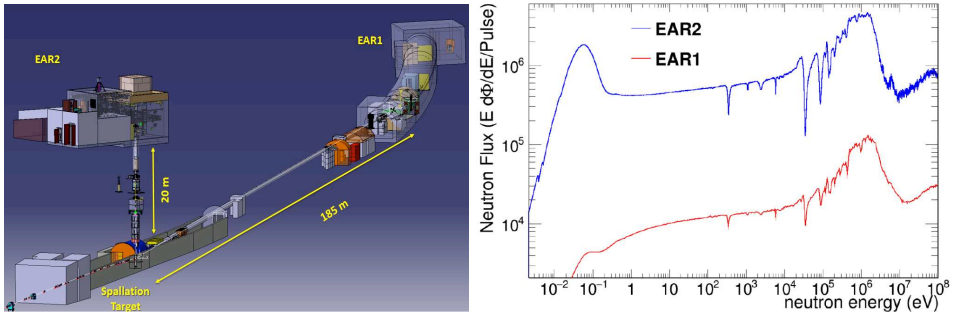 EAR2
EAR1
20 m
185 m
Spallation
Target
Neutron Flux (E dΦ/dE/Pulse)
EAR2
EAR1
10⁶
10⁵
10⁴
10⁻² 10⁻¹ 1 10 10² 10³ 10⁴ 10⁵ 10⁶ 10⁷ 10⁸
neutron energy (eV)